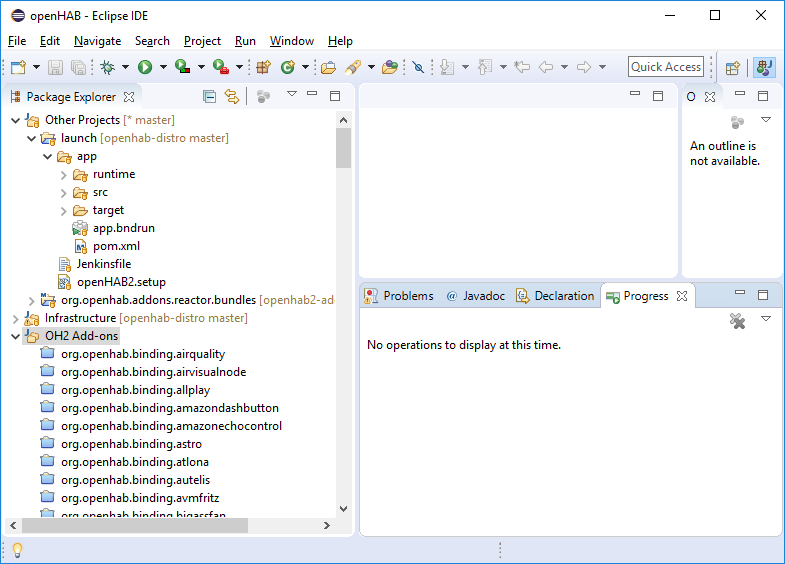 openHAB - Eclipse IDE
File Edit Navigate Search Project Run Window Help
Quick Access
Package Explorer
Other Projects [* master]
launch [openhab-distro master]
app
runtime
src
target
app.bndrun
pom.xml
Jenkinsfile
openHAB2.setup
org.openhab.addons.reactor.bundles [openhab2-ad
Infrastructure [openhab-distro master]
OH2 Add-ons
org.openhab.binding.airquality
org.openhab.binding.airvisualnode
org.openhab.binding.allplay
org.openhab.binding.amazondashbutton
org.openhab.binding.amazonechocontrol
org.openhab.binding.astro
org.openhab.binding.atlona
org.openhab.binding.autelis
org.openhab.binding.avmfritz
org.openhab.binding.bigassfan
O
An outline is
not available.
Problems @ Javadoc Declaration Progress
No operations to display at this time.